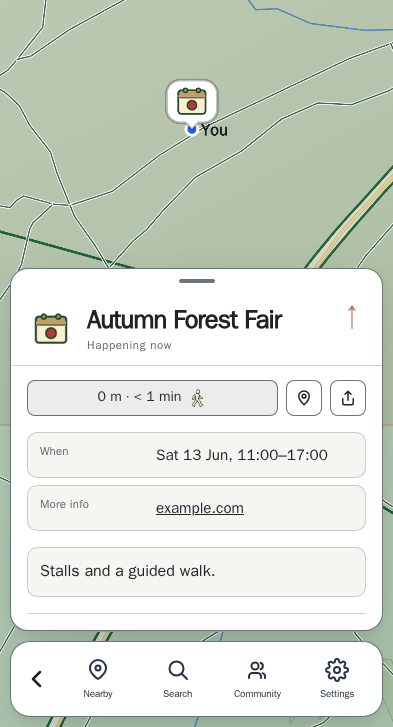 You
Autumn Forest Fair
Happening now
0 m · < 1 min
When
Sat 13 Jun, 11:00–17:00
More info
example.com
Stalls and a guided walk.
Nearby
Search
Community
Settings